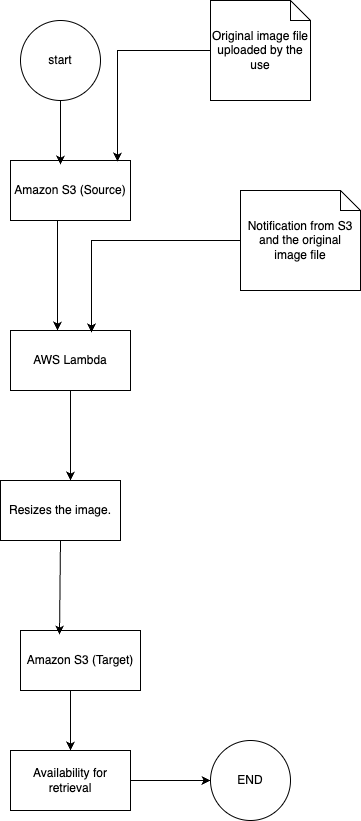 start
Original image file
uploaded by the
use
Amazon S3 (Source)
Notification from S3
and the original
image file
AWS Lambda
Resizes the image.
Amazon S3 (Target)
Availability for
retrieval
END